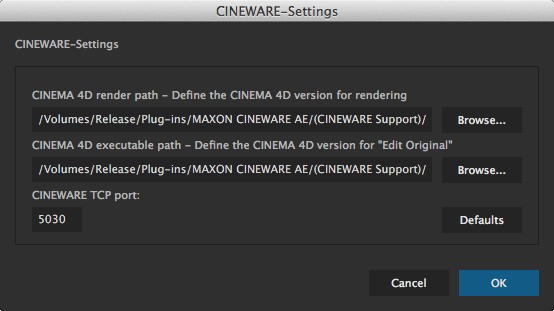 CINEWARE-Settings
CINEWARE-Settings
CINEMA 4D render path - Define the CINEMA 4D version for rendering
/Volumes/Release/Plug-ins/MAXON CINEWARE AE/(CINEWARE Support)/
Browse...
CINEMA 4D executable path - Define the CINEMA 4D version for "Edit Original"
/Volumes/Release/Plug-ins/MAXON CINEWARE AE/(CINEWARE Support)/
Browse...
CINEWARE TCP port:
5030
Defaults
Cancel
OK